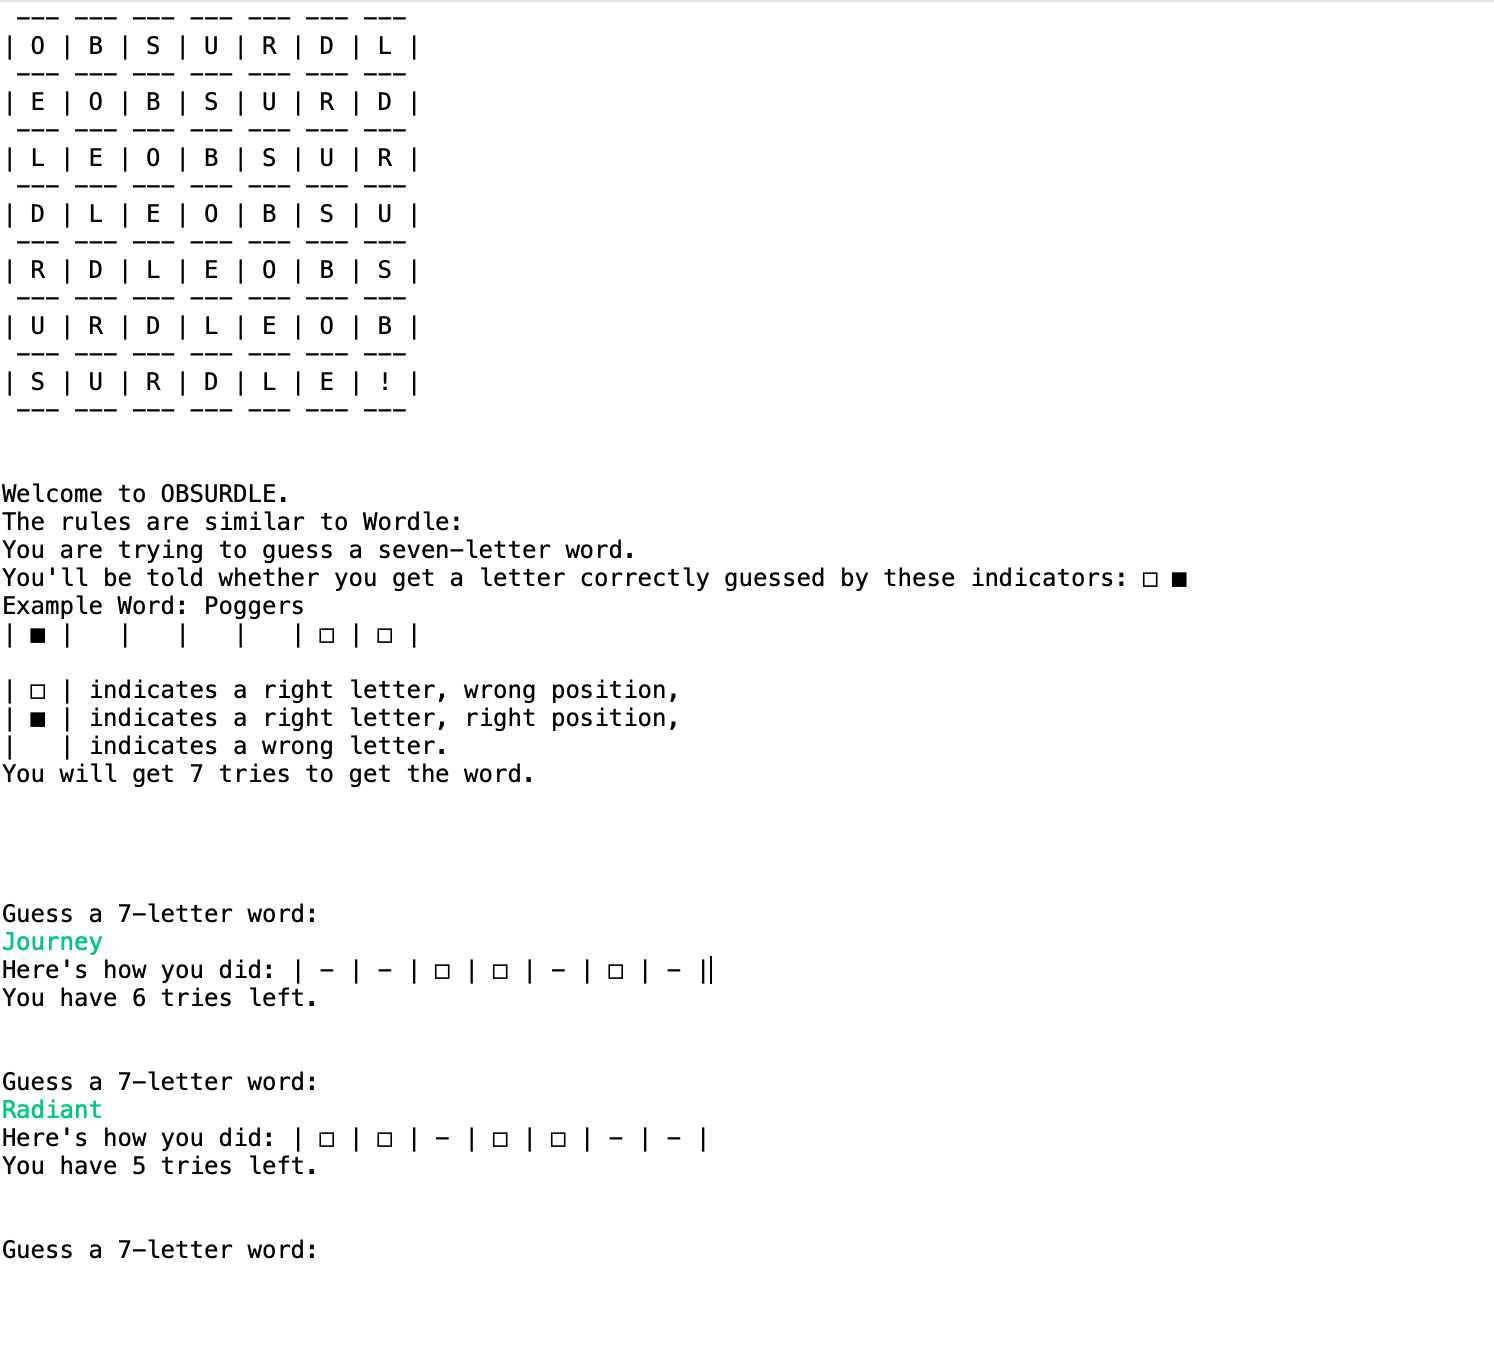 --- --- --- --- --- --- ---
| O | B | S | U | R | D | L |
 --- --- --- --- --- --- ---
| E | O | B | S | U | R | D |
 --- --- --- --- --- --- ---
| L | E | O | B | S | U | R |
 --- --- --- --- --- --- ---
| D | L | E | O | B | S | U |
 --- --- --- --- --- --- ---
| R | D | L | E | O | B | S |
 --- --- --- --- --- --- ---
| U | R | D | L | E | O | B |
 --- --- --- --- --- --- ---
| S | U | R | D | L | E | ! |
 --- --- --- --- --- --- ---
Welcome to OBSURDLE.
The rules are similar to Wordle:
You are trying to guess a seven-letter word.
You'll be told whether you get a letter correctly guessed by these indicators: □ ■
Example Word: Poggers
| ■ |   |   |   |   | □ | □ |
| □ | indicates a right letter, wrong position,
| ■ | indicates a right letter, right position,
|   | indicates a wrong letter.
You will get 7 tries to get the word.
Guess a 7-letter word:
Journey
Here's how you did: | - | - | □ | □ | - | □ | - |
You have 6 tries left.
Guess a 7-letter word:
Radiant
Here's how you did: | □ | □ | - | □ | □ | - | - |
You have 5 tries left.
Guess a 7-letter word: